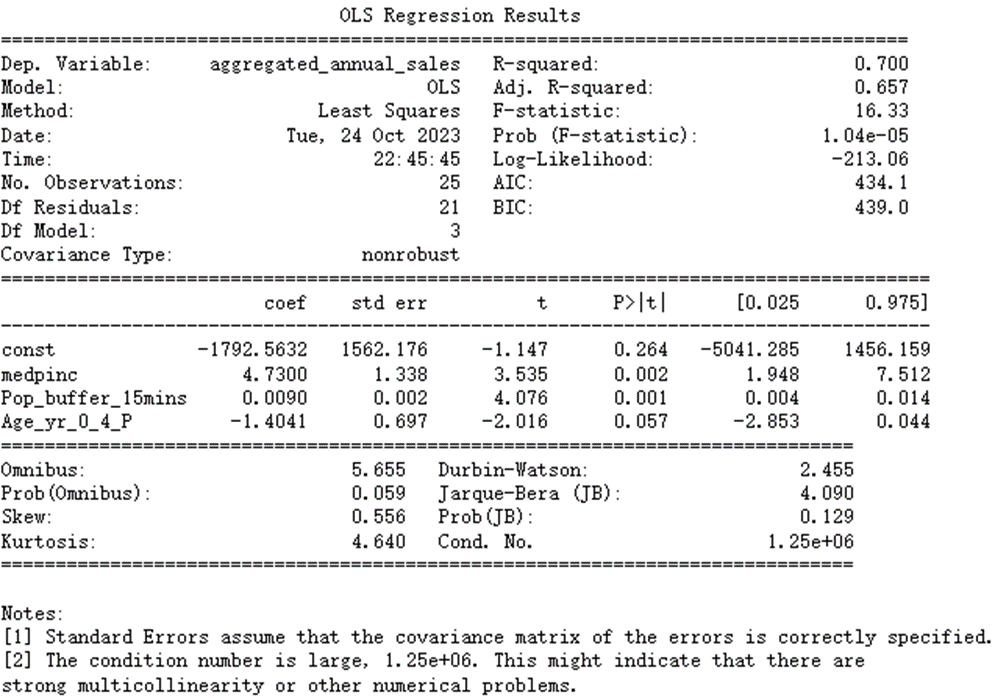 OLS Regression Results
==============================================================================
Dep. Variable: aggregated_annual_sales R-squared: 0.700
Model: OLS Adj. R-squared: 0.657
Method: Least Squares F-statistic: 16.33
Date: Tue, 24 Oct 2023 Prob (F-statistic): 1.04e-05
Time: 22:45:45 Log-Likelihood: -213.06
No. Observations: 25 AIC: 434.1
Df Residuals: 21 BIC: 439.0
Df Model: 3
Covariance Type: nonrobust
==============================================================================
coef std err t P>|t| [0.025 0.975]
------------------------------------------------------------------------------
const -1792.5632 1562.176 -1.147 0.264 -5041.285 1456.159
medpinc 4.7300 1.338 3.535 0.002 1.948 7.512
Pop_buffer_15mins 0.0090 0.002 4.076 0.001 0.004 0.014
Age_yr_0_4_P -1.4041 0.697 -2.016 0.057 -2.853 0.044
==============================================================================
Omnibus: 5.655 Durbin-Watson: 2.455
Prob(Omnibus): 0.059 Jarque-Bera (JB): 4.090
Skew: 0.556 Prob(JB): 0.129
Kurtosis: 4.640 Cond. No. 1.25e+06
==============================================================================
Notes:
[1] Standard Errors assume that the covariance matrix of the errors is correctly specified.
[2] The condition number is large, 1.25e+06. This might indicate that there are
strong multicollinearity or other numerical problems.